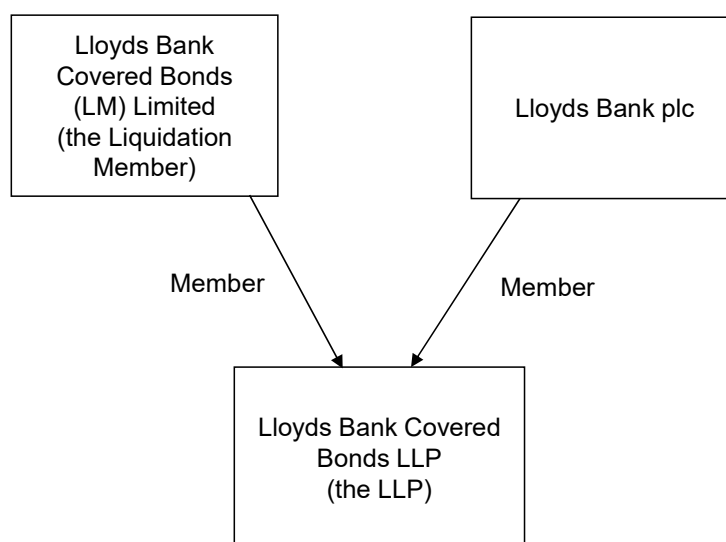 Lloyds Bank
Covered Bonds
(LM) Limited
(the Liquidation
Member)
Lloyds Bank plc
Member
Member
Lloyds Bank Covered
Bonds LLP
(the LLP)